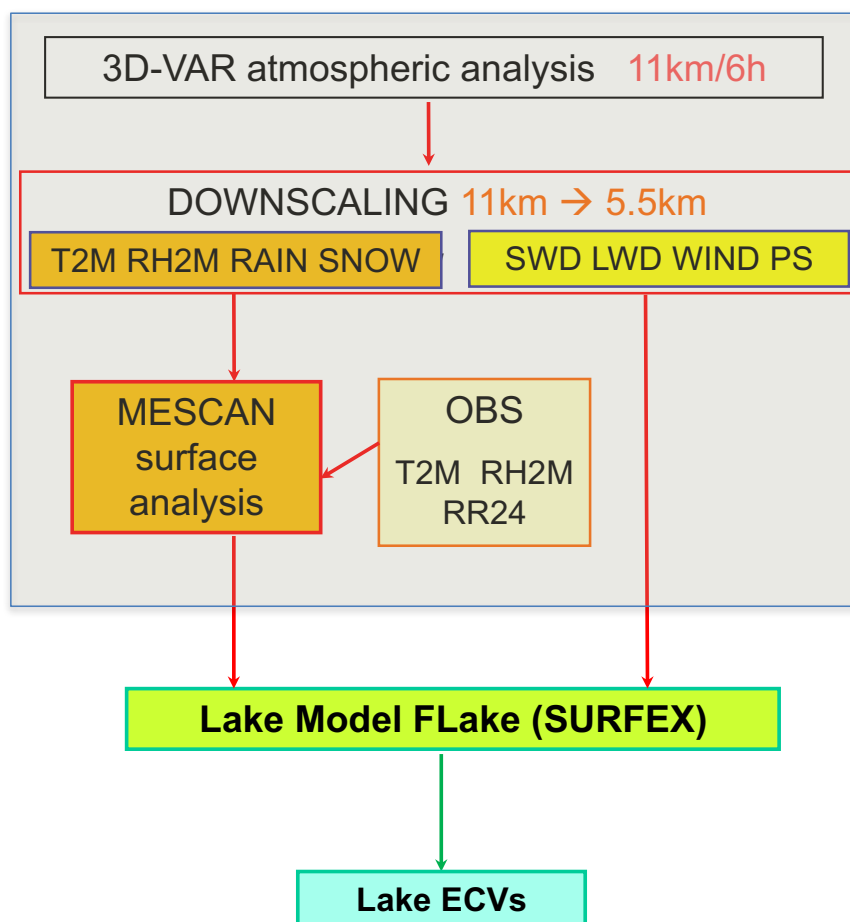 3D-VAR atmospheric analysis 11km/6h
DOWNSCALING 11km → 5.5km
T2M RH2M RAIN SNOW
SWD LWD WIND PS
MESCAN
surface
analysis
OBS
T2M RH2M
RR24
Lake Model FLake (SURFEX)
Lake ECVs